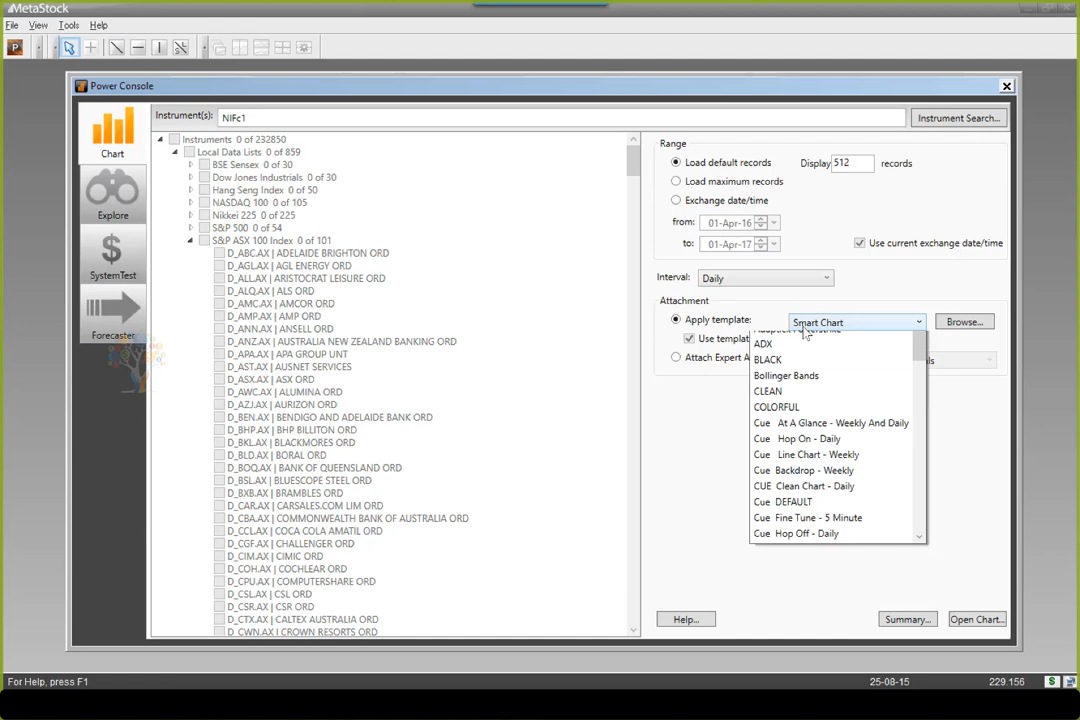 MetaStock
File View Tools Help
Power Console
Chart
Explore
SystemTest
Forecaster
Instrument(s): NIFc1 Instrument Search...
Instruments 0 of 232850
Local Data Lists 0 of 859
BSE Sensex 0 of 30
Dow Jones Industrials 0 of 30
Hang Seng Index 0 of 50
NASDAQ 100 0 of 105
Nikkei 225 0 of 225
S&P 500 0 of 54
S&P ASX 100 Index 0 of 101
D_ABC.AX | ADELAIDE BRIGHTON ORD
D_AGL.AX | AGL ENERGY ORD
D_ALL.AX | ARISTOCRAT LEISURE ORD
D_ALQ.AX | ALS ORD
D_AMC.AX | AMCOR ORD
D_AMP.AX | AMP ORD
D_ANN.AX | ANSELL ORD
D_ANZ.AX | AUSTRALIA NEW ZEALAND BANKING ORD
D_APA.AX | APA GROUP UNT
D_AST.AX | AUSNET SERVICES
D_ASX.AX | ASX ORD
D_AWC.AX | ALUMINA ORD
D_AZJ.AX | AURIZON ORD
D_BEN.AX | BENDIGO AND ADELAIDE BANK ORD
D_BHP.AX | BHP BILLITON ORD
D_BKL.AX | BLACKMORES ORD
D_BLD.AX | BORAL ORD
D_BOQ.AX | BANK OF QUEENSLAND ORD
D_BSL.AX | BLUESCOPE STEEL ORD
D_BXB.AX | BRAMBLES ORD
D_CAR.AX | CARSALES.COM LIM ORD
D_CBA.AX | COMMONWEALTH BANK OF AUSTRALIA ORD
D_CCL.AX | COCA COLA AMATIL ORD
D_CGF.AX | CHALLENGER ORD
D_CIM.AX | CIMIC ORD
D_COH.AX | COCHLEAR ORD
D_CPU.AX | COMPUTERSHARE ORD
D_CSL.AX | CSL ORD
D_CSR.AX | CSR ORD
D_CTX.AX | CALTEX AUSTRALIA ORD
D_CWN.AX | CROWN RESORTS ORD
Range
Load default records Display 512 records
Load maximum records
Exchange date/time
from: 01-Apr-16
to: 01-Apr-17 Use current exchange date/time
Interval: Daily
Attachment
Apply template: Smart Chart Browse...
Use templat
Attach Expert A
ADX
BLACK
Bollinger Bands
CLEAN
COLORFUL
Cue At A Glance - Weekly And Daily
Cue Hop On - Daily
Cue Line Chart - Weekly
Cue Backdrop - Weekly
CUE Clean Chart - Daily
Cue DEFAULT
Cue Fine Tune - 5 Minute
Cue Hop Off - Daily
Help... Summary... Open Chart...
For Help, press F1 25-08-15 229.156